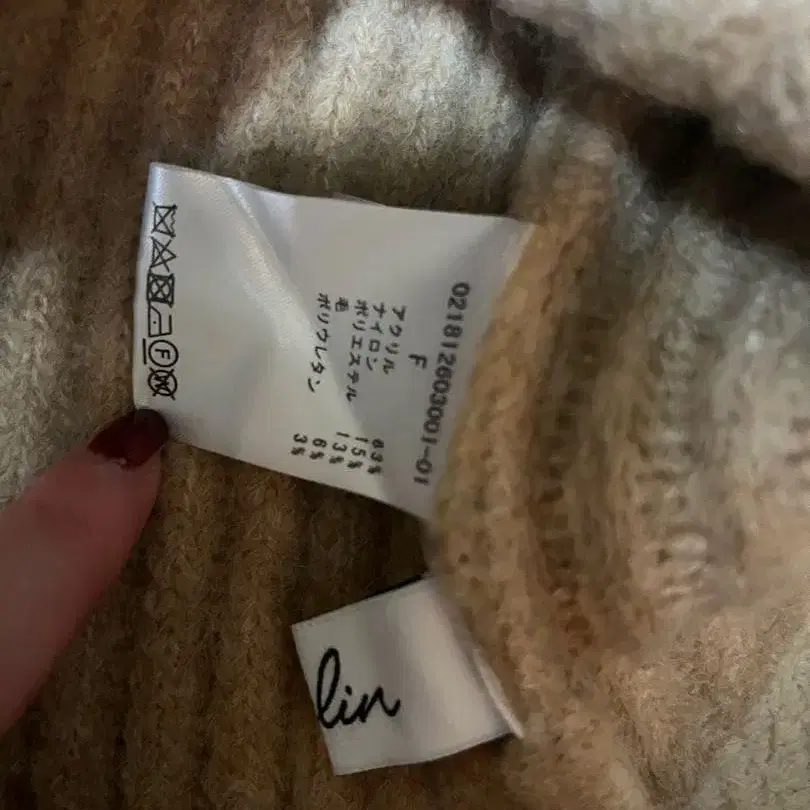 021812603001-01
F
アクリル 63%
ナイロン 15%
ポリエステル 13%
毛 6%
ポリウレタン 3%
F
W
lin